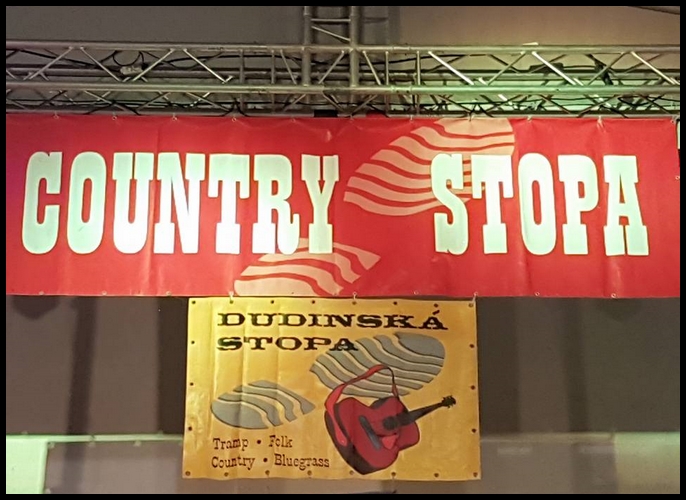 COUNTRY STOPA
DUDINSKÁ
STOPA
Tramp • Folk
Country • Bluegrass